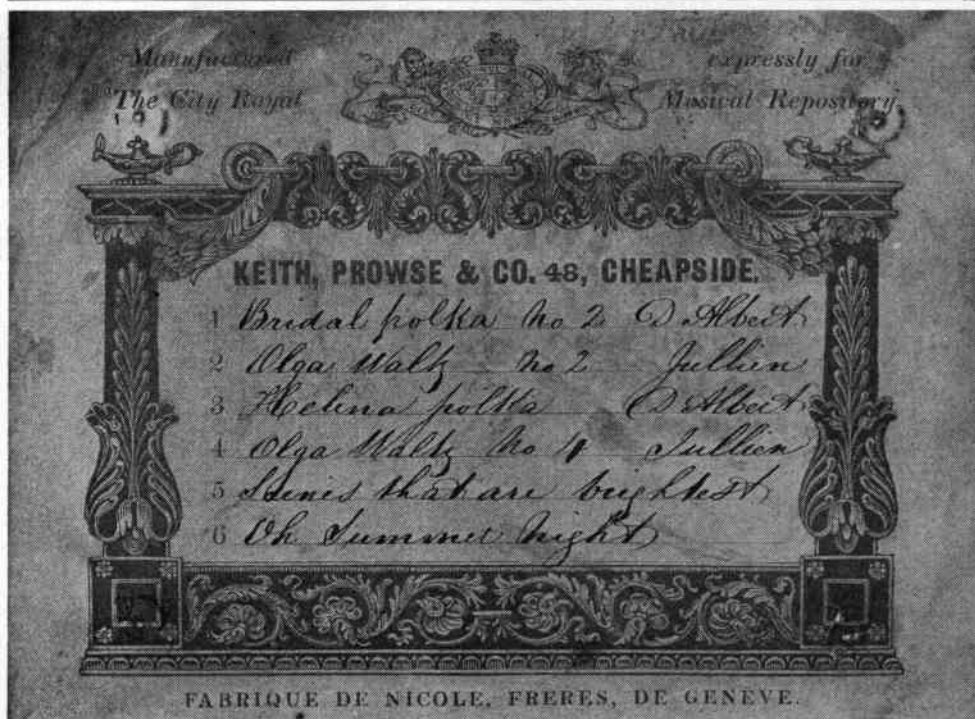 Manufactured expressly for
The City Royal Musical Repository
KEITH, PROWSE & CO. 48, CHEAPSIDE.
1 Bridal polka No 2 D'Albert
2 Olga Waltz No 2 Jullien
3 Helina polka D'Albert
4 Olga Waltz No 4 Jullien
5 Scenes that are brightest
6 Oh Summer Night
FABRIQUE DE NICOLE, FRERES, DE GENÈVE.